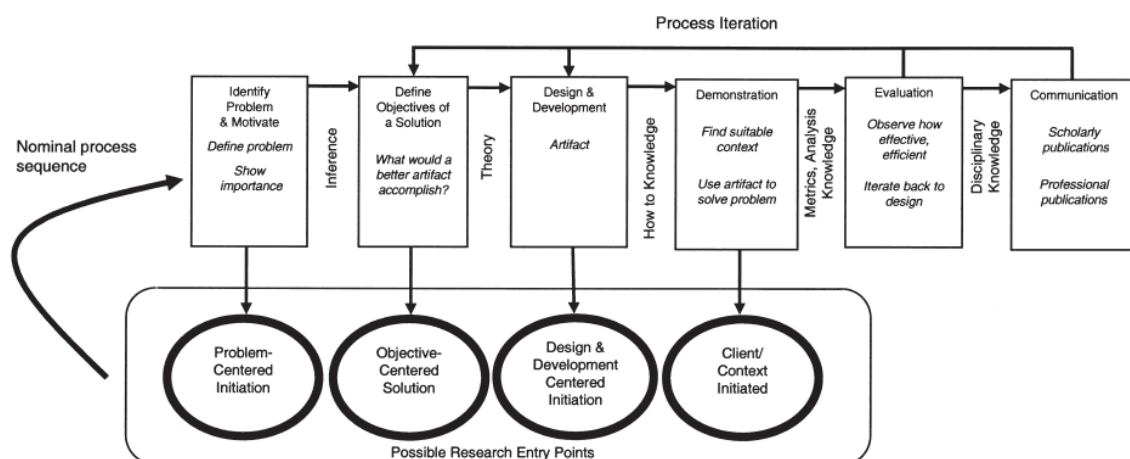 Process Iteration
Nominal process
sequence
Identify
Problem
& Motivate
Define problem
Show
importance
Inference
Define
Objectives of
a Solution
What would a
better artifact
accomplish?
Theory
Design &
Development
Artifact
How to Knowledge
Demonstration
Find suitable
context
Use artifact to
solve problem
Metrics, Analysis
Knowledge
Evaluation
Observe how
effective,
efficient
Iterate back to
design
Disciplinary
Knowledge
Communication
Scholarly
publications
Professional
publications
Problem-
Centered
Initiation
Objective-
Centered
Solution
Design &
Development
Centered
Initiation
Client/
Context
Initiated
Possible Research Entry Points